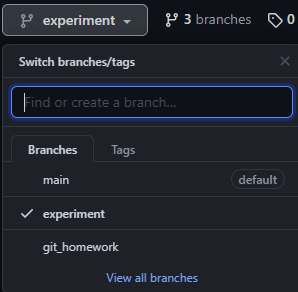 experiment 3 branches 0
Switch branches/tags
Find or create a branch...
Branches Tags
main default
experiment
git_homework
View all branches